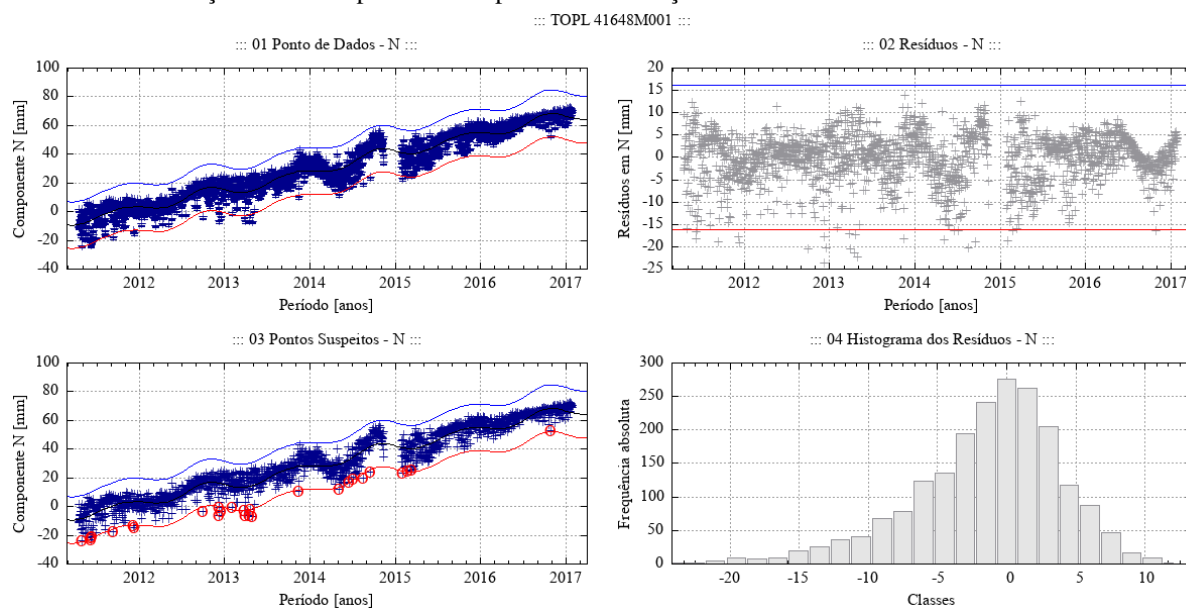 ::: TOPL 41648M001 :::
::: 01 Ponto de Dados - N :::
Componente N [mm]
100
80
60
40
20
0
-20
-40
2012 2013 2014 2015 2016 2017
Período [anos]
::: 02 Resíduos - N :::
Resíduos em N [mm]
20
15
10
5
0
-5
-10
-15
-20
-25
2012 2013 2014 2015 2016 2017
Período [anos]
::: 03 Pontos Suspeitos - N :::
Componente N [mm]
100
80
60
40
20
0
-20
-40
2012 2013 2014 2015 2016 2017
Período [anos]
::: 04 Histograma dos Resíduos - N :::
Frequência absoluta
300
250
200
150
100
50
0
-20 -15 -10 -5 0 5 10
Classes